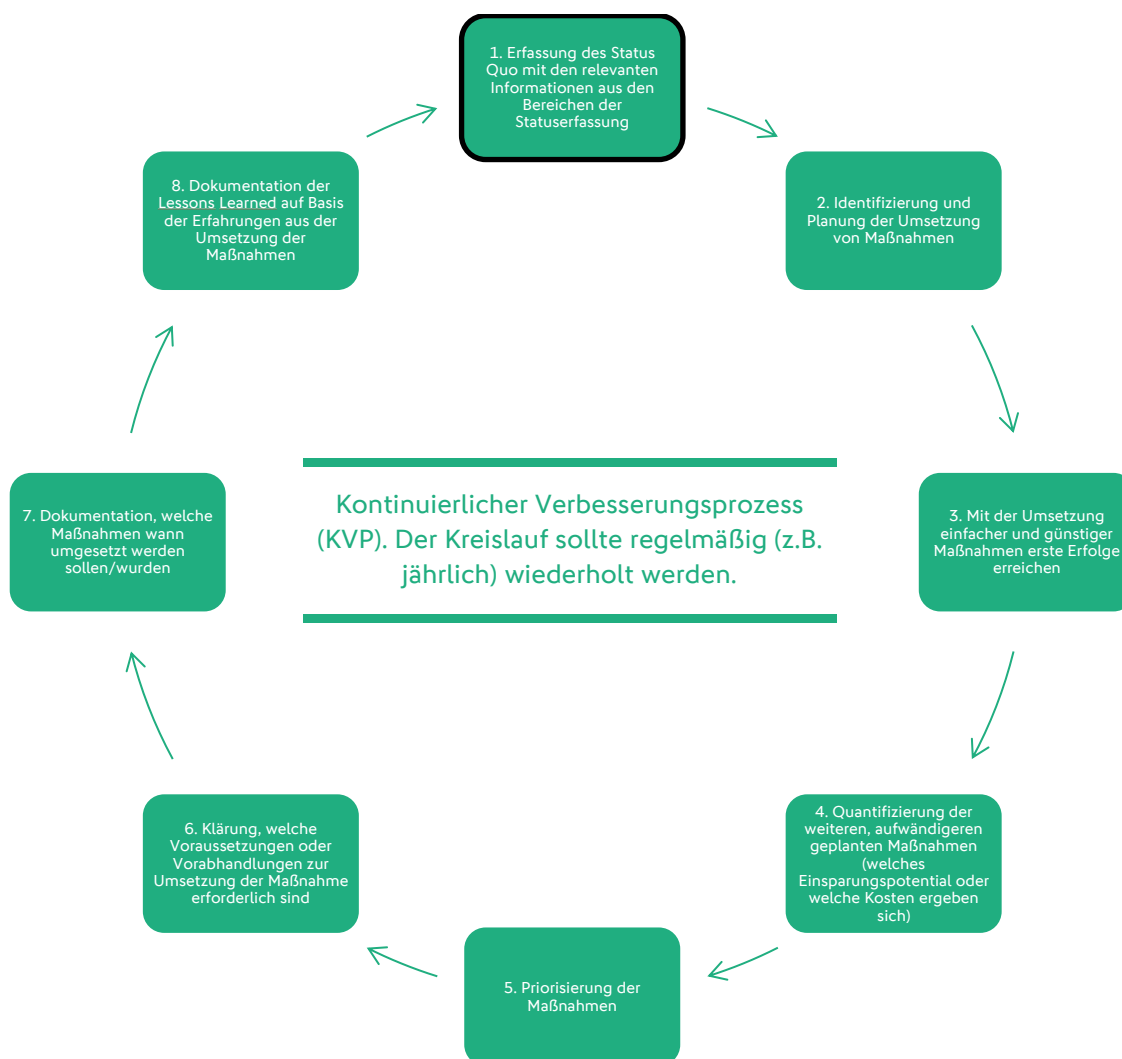 1. Erfassung des Status
Quo mit den relevanten
Informationen aus den
Bereichen der
Statuserfassung
2. Identifizierung und
Planung der Umsetzung
von Maßnahmen
3. Mit der Umsetzung
einfacher und günstiger
Maßnahmen erste Erfolge
erreichen
4. Quantifizierung der
weiteren, aufwändigeren
geplanten Maßnahmen
(welches
Einsparungspotential oder
welche Kosten ergeben
sich)
5. Priorisierung der
Maßnahmen
6. Klärung, welche
Voraussetzungen oder
Vorabhandlungen zur
Umsetzung der Maßnahme
erforderlich sind
7. Dokumentation, welche
Maßnahmen wann
umgesetzt werden
sollen/wurden
8. Dokumentation der
Lessons Learned auf Basis
der Erfahrungen aus der
Umsetzung der
Maßnahmen
Kontinuierlicher Verbesserungsprozess
(KVP). Der Kreislauf sollte regelmäßig (z.B.
jährlich) wiederholt werden.